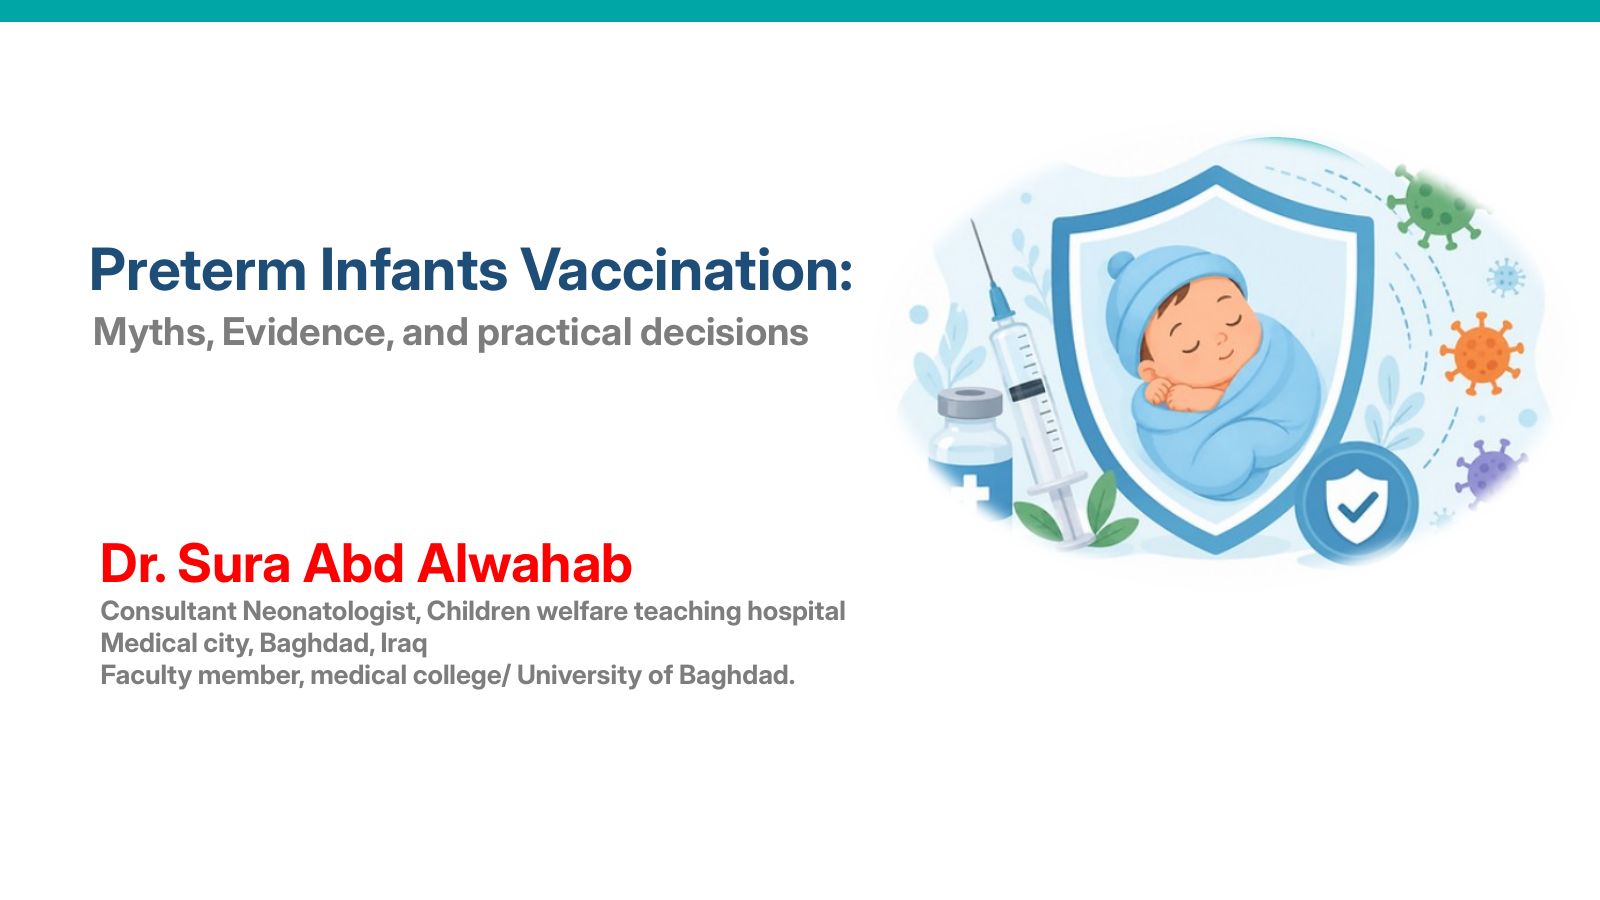 Preterm Infants Vaccination:
Myths, Evidence, and practical decisions
Dr. Sura Abd Alwahab
Consultant Neonatologist, Children welfare teaching hospital
Medical city, Baghdad, Iraq
Faculty member, medical college/ University of Baghdad.